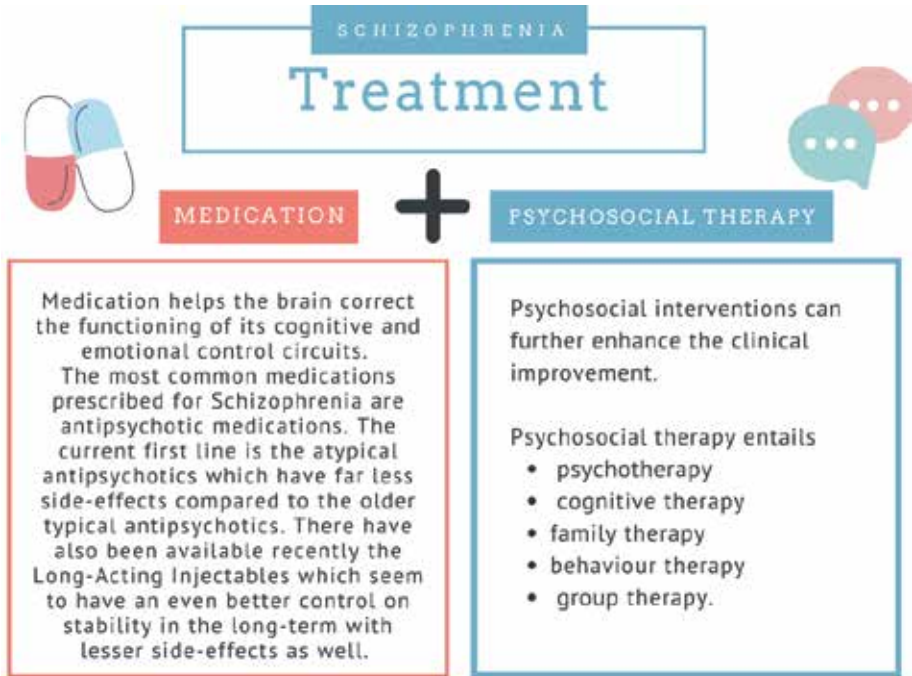 SCHIZOPHRENIA
Treatment
MEDICATION
PSYCHOSOCIAL THERAPY
Medication helps the brain correct
the functioning of its cognitive and
emotional control circuits.
The most common medications
prescribed for Schizophrenia are
antipsychotic medications. The
current first line is the atypical
antipsychotics which have far less
side-effects compared to the older
typical antipsychotics. There have
also been available recently the
Long-Acting Injectables which seem
to have an even better control on
stability in the long-term with
lesser side-effects as well.
Psychosocial interventions can
further enhance the clinical
improvement.
Psychosocial therapy entails
• psychotherapy
• cognitive therapy
• family therapy
• behaviour therapy
• group therapy.